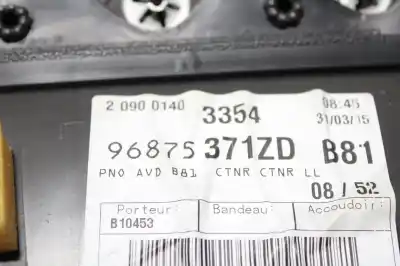 2 090 0140 3354 08:45
31/03/15
96875 371ZD B81
PNO AVD B81 CTNR CTNR LL
08 / 52
Porteur: Bandeau: Accoudoir:
B10453